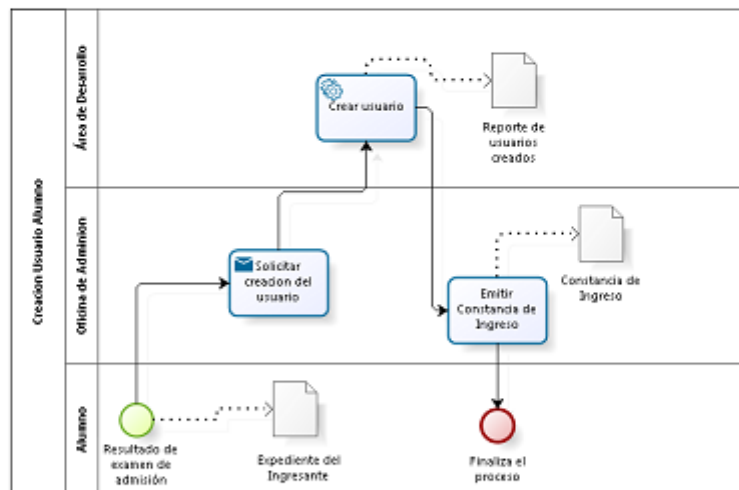 Creacion Usuario Alumno
Área de Desarrollo
Crear usuario
Reporte de
usuarios
creados
Oficina de Adminion
Solicitar
creacion del
usuario
Emitir
Constancia de
Ingreso
Constancia de
Ingreso
Alumno
Resultado de
examen de
admisión
Expediente del
Ingresante
Finaliza el
proceso